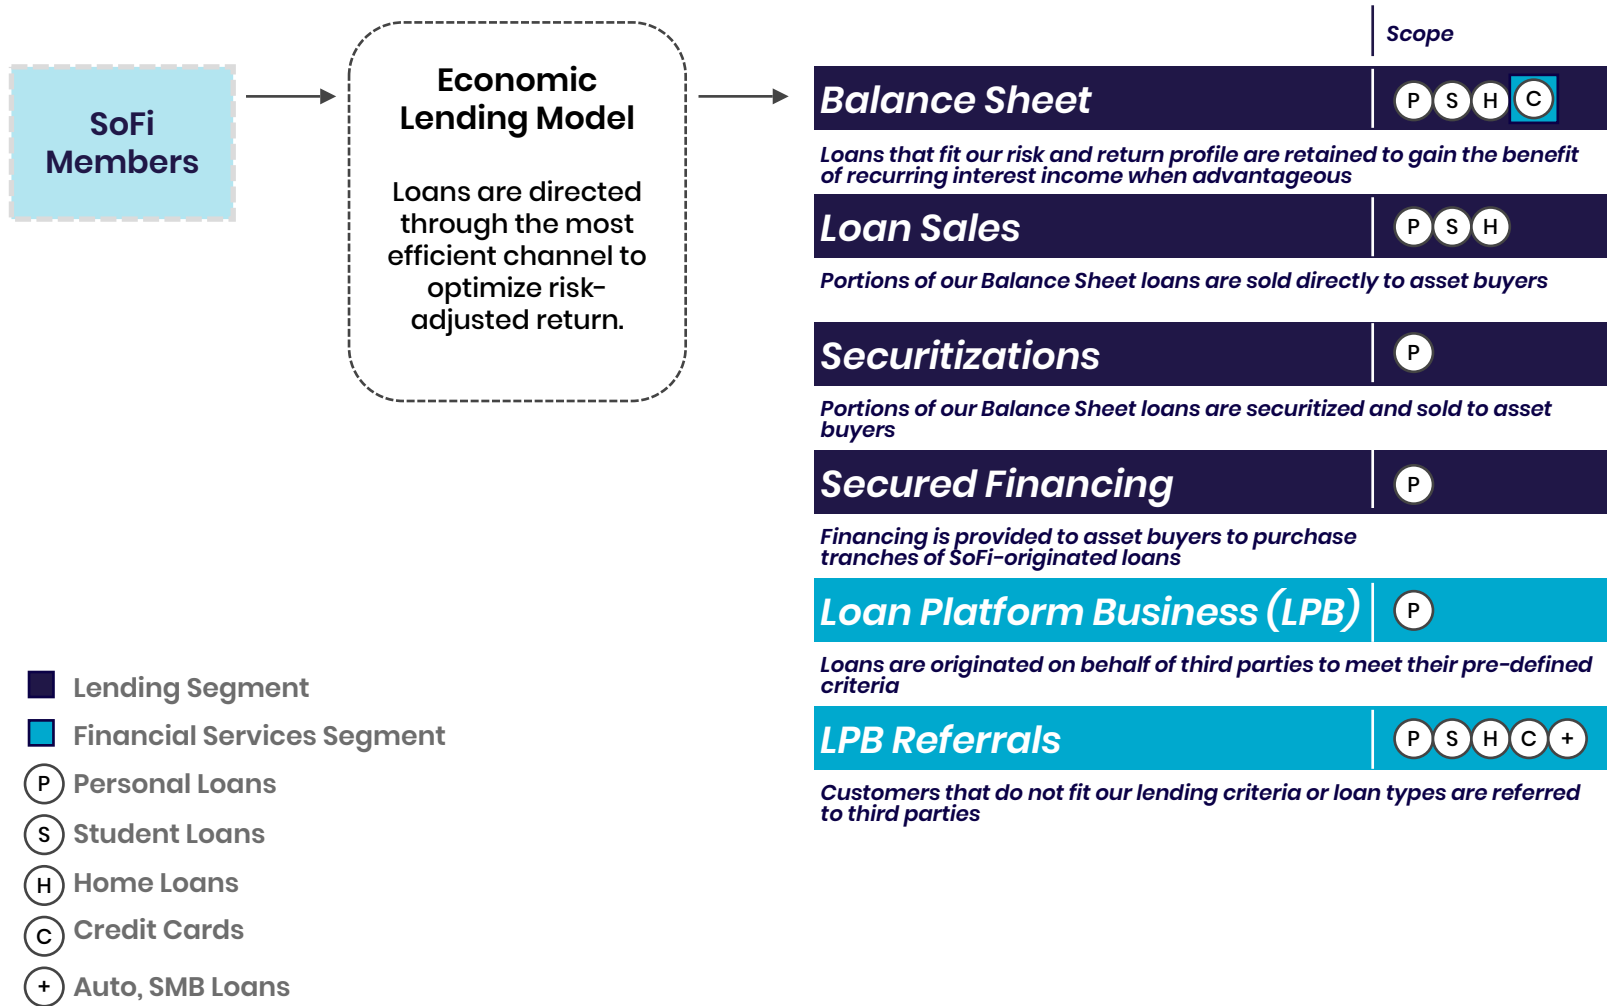 SoFi
Members
Economic
Lending Model
Loans are directed
through the most
efficient channel to
optimize risk-
adjusted return.
Scope
Balance Sheet
P S H C
Loans that fit our risk and return profile are retained to gain the benefit
of recurring interest income when advantageous
Loan Sales
P S H
Portions of our Balance Sheet loans are sold directly to asset buyers
Securitizations
P
Portions of our Balance Sheet loans are securitized and sold to asset
buyers
Secured Financing
P
Financing is provided to asset buyers to purchase
tranches of SoFi-originated loans
Loan Platform Business (LPB)
P
Loans are originated on behalf of third parties to meet their pre-defined
criteria
LPB Referrals
P S H C +
Customers that do not fit our lending criteria or loan types are referred
to third parties
Lending Segment
Financial Services Segment
P Personal Loans
S Student Loans
H Home Loans
C Credit Cards
+ Auto, SMB Loans